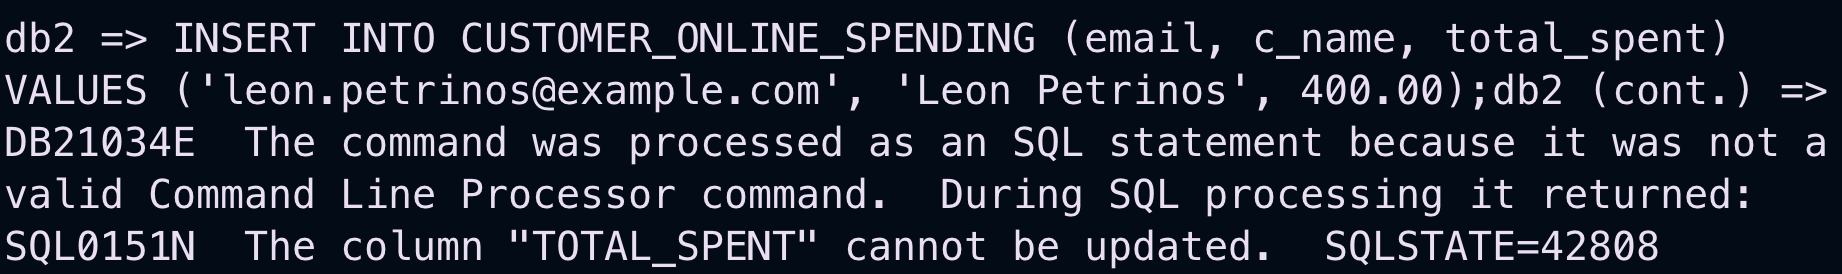 db2 => INSERT INTO CUSTOMER_ONLINE_SPENDING (email, c_name, total_spent)
VALUES ('leon.petrinos@example.com', 'Leon Petrinos', 400.00);db2 (cont.) =>
DB21034E  The command was processed as an SQL statement because it was not a
valid Command Line Processor command.  During SQL processing it returned:
SQL0151N  The column "TOTAL_SPENT" cannot be updated.  SQLSTATE=42808